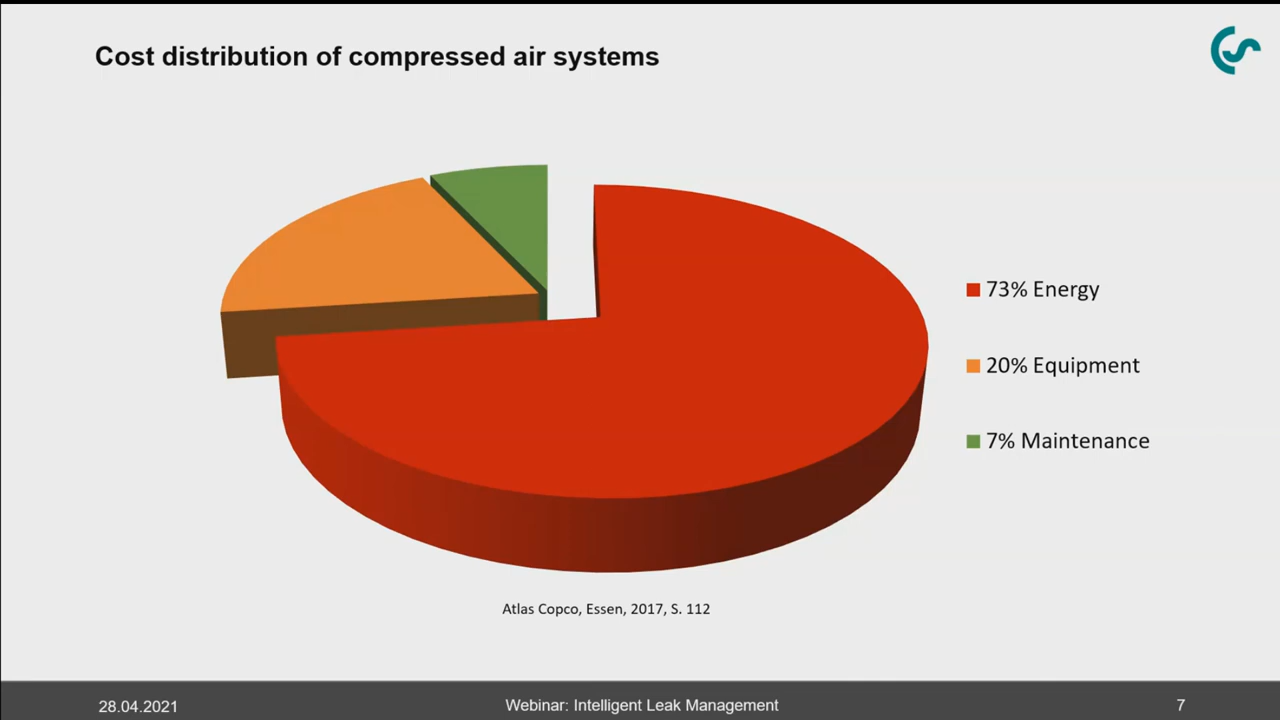 Cost distribution of compressed air systems
73% Energy
20% Equipment
7% Maintenance
Atlas Copco, Essen, 2017, S. 112
28.04.2021
Webinar: Intelligent Leak Management
7